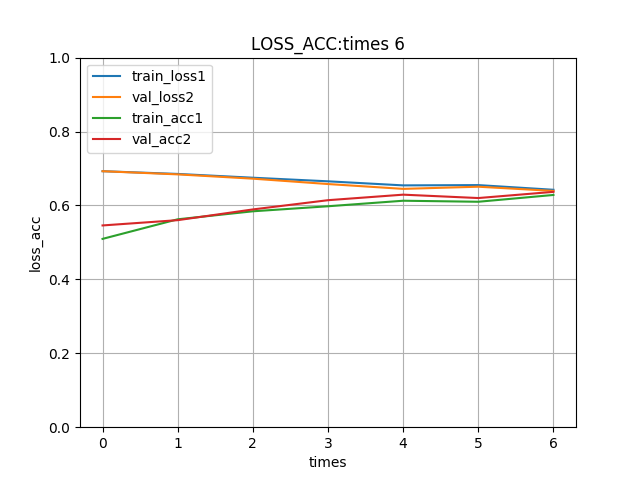 LOSS_ACC:times 6
train_loss1
val_loss2
train_acc1
val_acc2
1.0
0.8
0.6
0.4
0.2
0.0
loss_acc
0 1 2 3 4 5 6
times